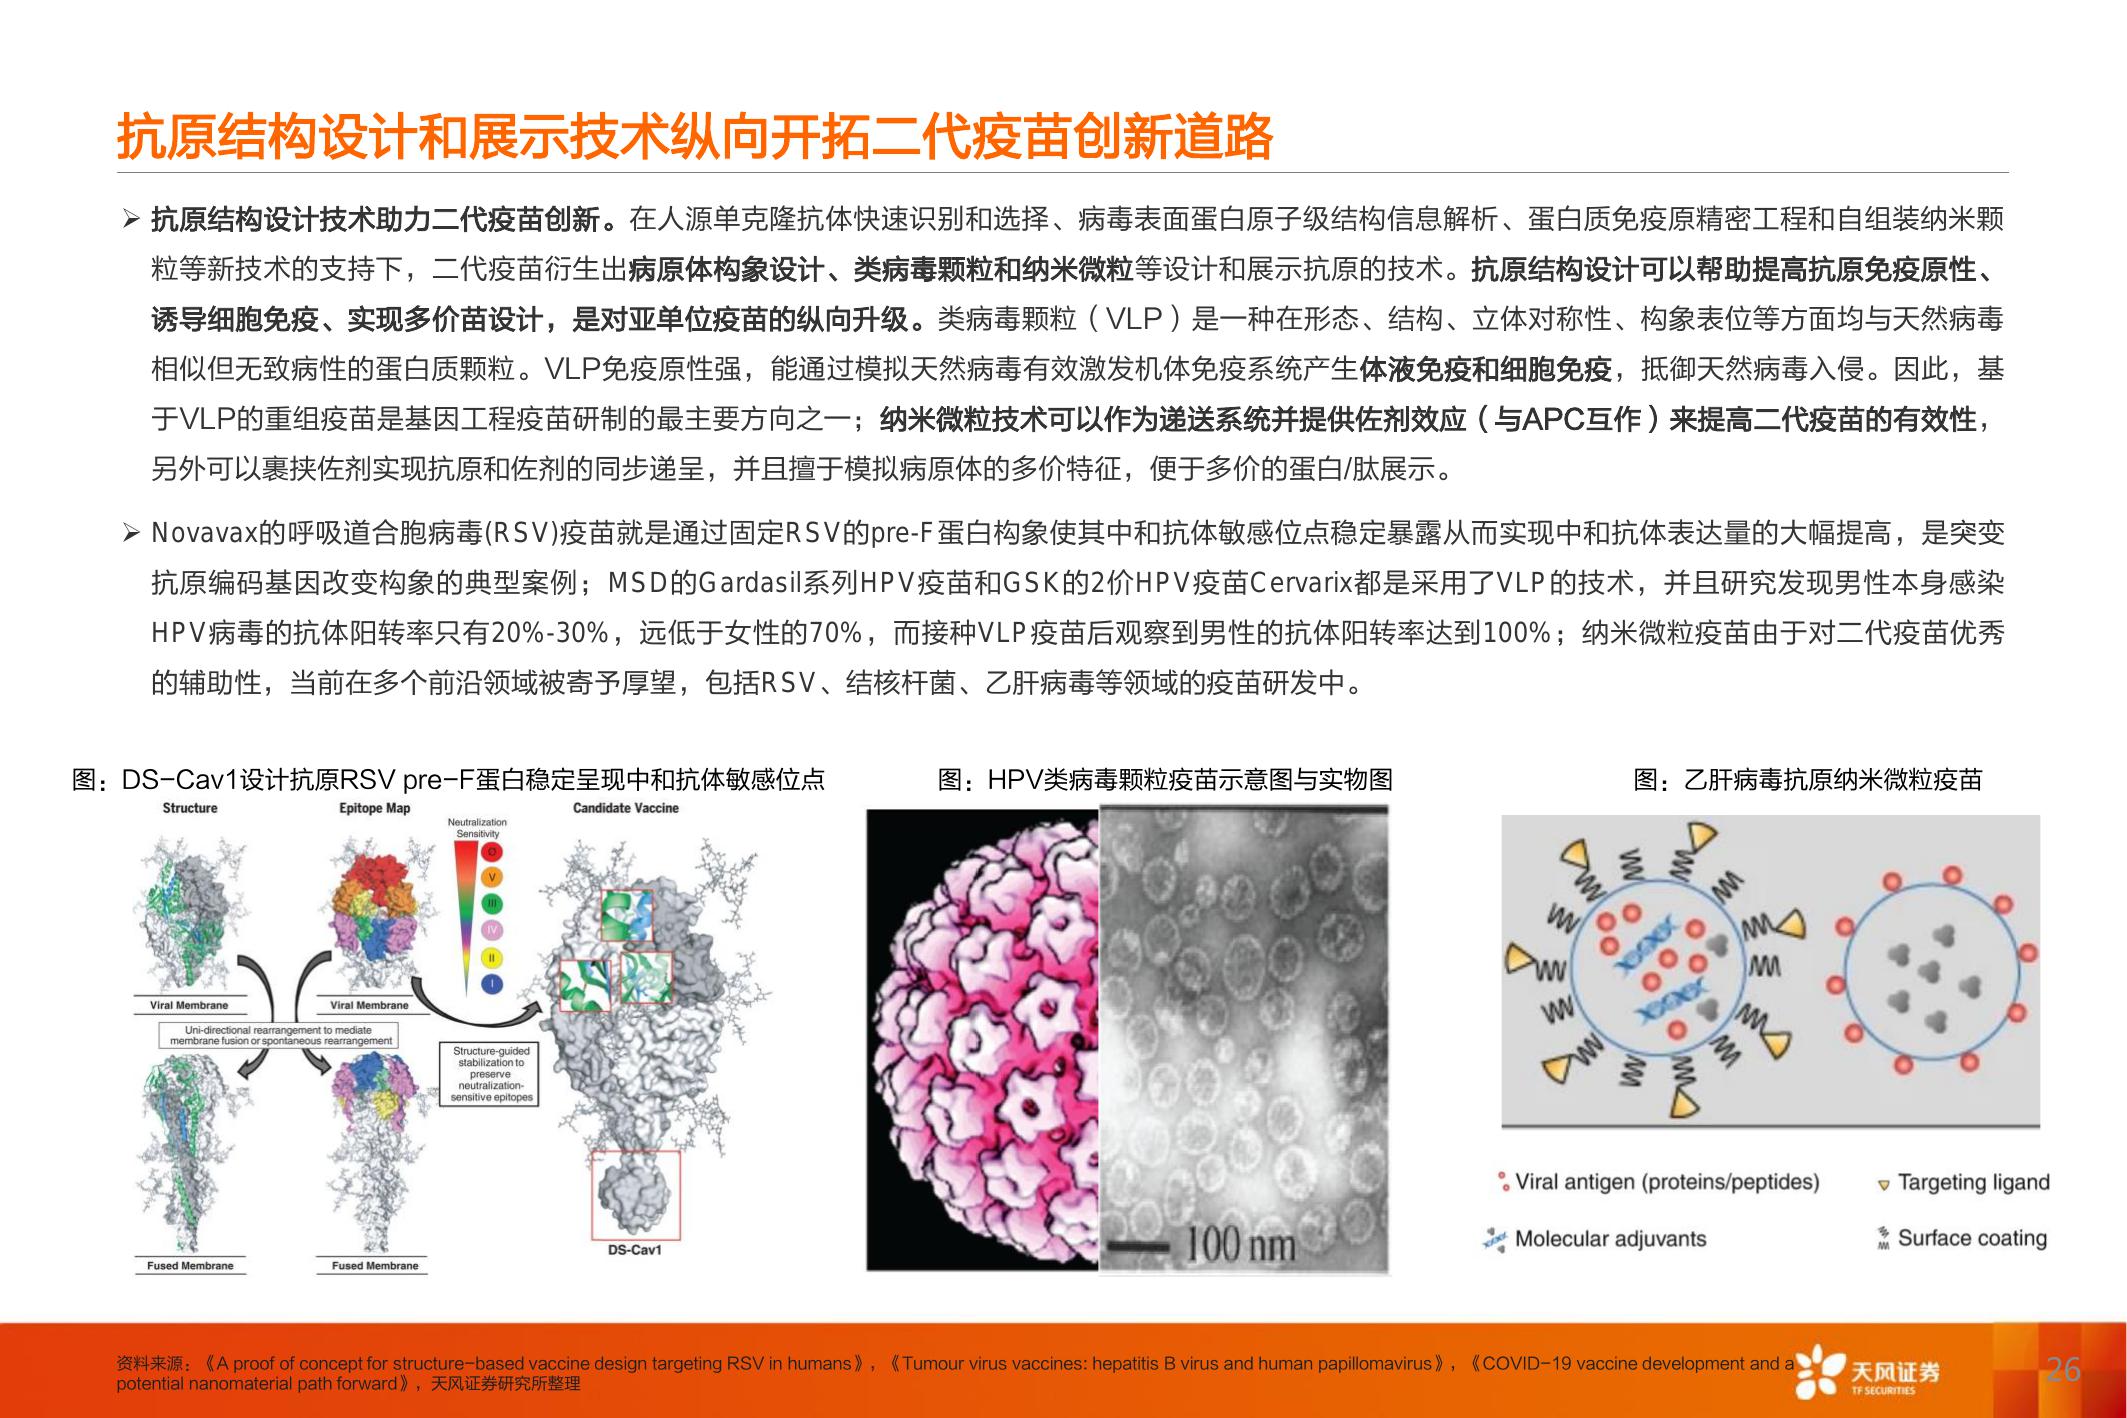 抗原结构设计和展示技术纵向开拓二代疫苗创新道路
➢ 抗原结构设计技术助力二代疫苗创新。在人源单克隆抗体快速识别和选择、病毒表面蛋白原子级结构信息解析、蛋白质免疫原精密工程和自组装纳米颗
粒等新技术的支持下，二代疫苗衍生出病原体构象设计、类病毒颗粒和纳米微粒等设计和展示抗原的技术。抗原结构设计可以帮助提高抗原免疫原性、
诱导细胞免疫、实现多价苗设计，是对亚单位疫苗的纵向升级。类病毒颗粒（VLP）是一种在形态、结构、立体对称性、构象表位等方面均与天然病毒
相似但无致病性的蛋白质颗粒。VLP免疫原性强，能通过模拟天然病毒有效激发机体免疫系统产生体液免疫和细胞免疫，抵御天然病毒入侵。因此，基
于VLP的重组疫苗是基因工程疫苗研制的最主要方向之一；纳米微粒技术可以作为递送系统并提供佐剂效应（与APC互作）来提高二代疫苗的有效性，
另外可以裹挟佐剂实现抗原和佐剂的同步递呈，并且擅于模拟病原体的多价特征，便于多价的蛋白/肽展示。
➢ Novavax的呼吸道合胞病毒(RSV)疫苗就是通过固定RSV的pre-F蛋白构象使其中和抗体敏感位点稳定暴露从而实现中和抗体表达量的大幅提高，是突变
抗原编码基因改变构象的典型案例；MSD的Gardasil系列HPV疫苗和GSK的2价HPV疫苗Cervarix都是采用了VLP的技术，并且研究发现男性本身感染
HPV病毒的抗体阳转率只有20%-30%，远低于女性的70%，而接种VLP疫苗后观察到男性的抗体阳转率达到100%；纳米微粒疫苗由于对二代疫苗优秀
的辅助性，当前在多个前沿领域被寄予厚望，包括RSV、结核杆菌、乙肝病毒等领域的疫苗研发中。
图：DS-Cav1设计抗原RSV pre-F蛋白稳定呈现中和抗体敏感位点
Structure
Epitope Map
Candidate Vaccine
Neutralization
Sensitivity
Ø
V
III
IV
II
I
Viral Membrane
Viral Membrane
Uni-directional rearrangement to mediate
membrane fusion or spontaneous rearrangement
Structure-guided
stabilization to
preserve
neutralization-
sensitive epitopes
DS-Cav1
Fused Membrane
Fused Membrane
图：HPV类病毒颗粒疫苗示意图与实物图
100 nm
图：乙肝病毒抗原纳米微粒疫苗
Viral antigen (proteins/peptides)
Targeting ligand
Molecular adjuvants
Surface coating
资料来源：《A proof of concept for structure-based vaccine design targeting RSV in humans》，《Tumour virus vaccines: hepatitis B virus and human papillomavirus》，《COVID-19 vaccine development and a
potential nanomaterial path forward》，天风证券研究所整理
天风证券
TF SECURITIES
26